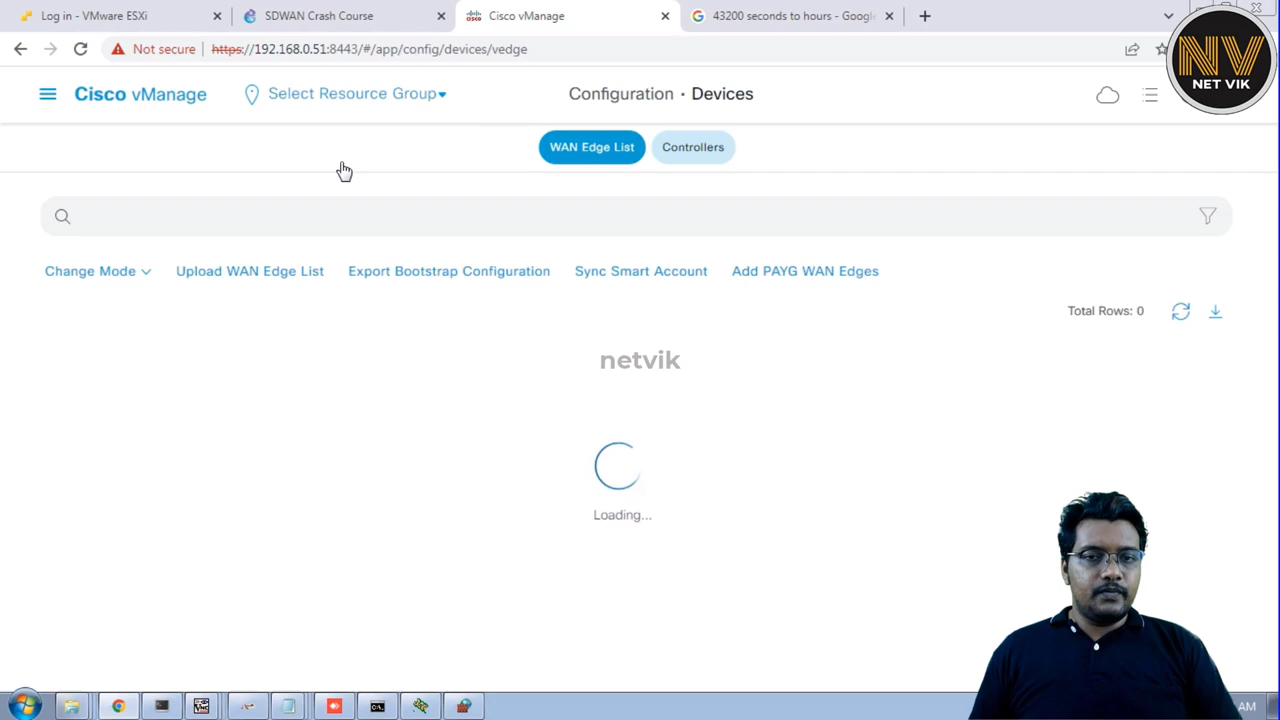 Log in - VMware ESXi
SDWAN Crash Course
Cisco vManage
43200 seconds to hours - Google
Not secure
https://192.168.0.51:8443/#/app/config/devices/vedge
NV
NET VIK
Cisco vManage
Select Resource Group
Configuration · Devices
WAN Edge List
Controllers
Change Mode
Upload WAN Edge List
Export Bootstrap Configuration
Sync Smart Account
Add PAYG WAN Edges
Total Rows: 0
netvik
Loading...
AM